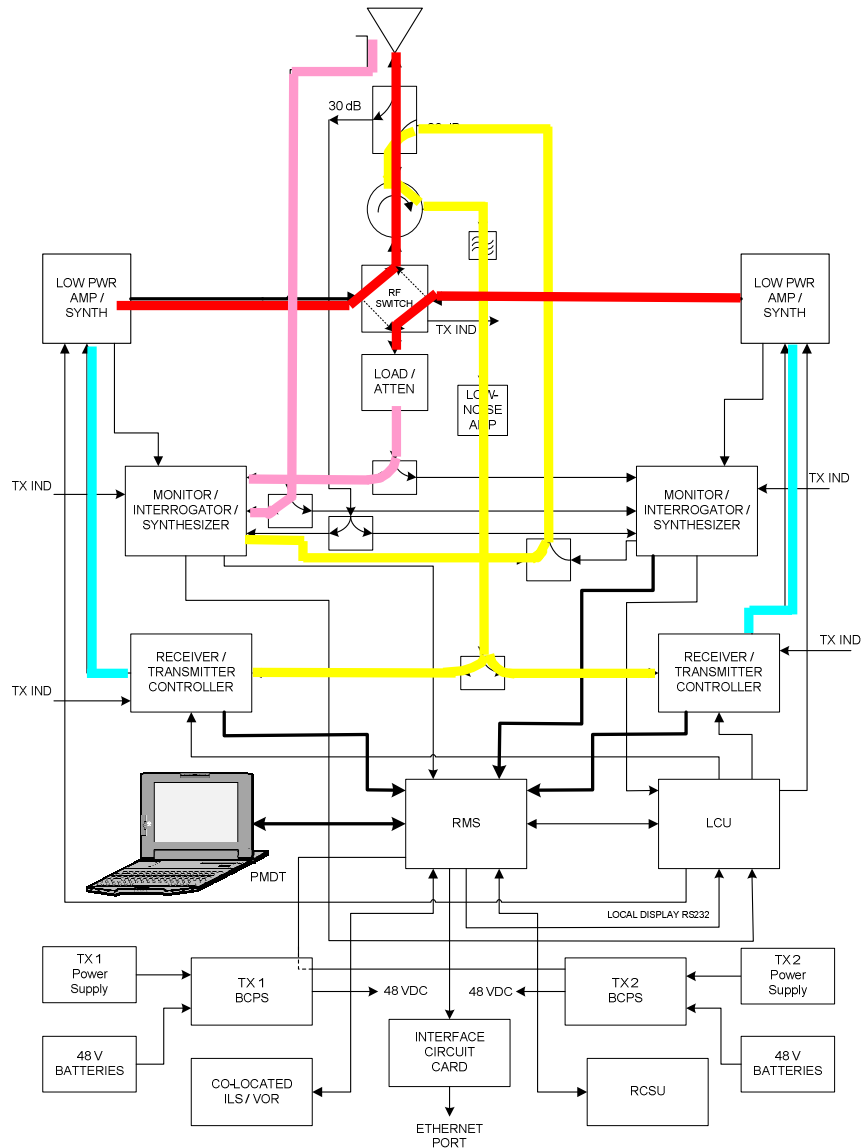 30 dB
LOW PWR
AMP /
SYNTH
RF
SWITCH
TX IND
LOW PWR
AMP /
SYNTH
LOAD /
ATTEN
LOW-
NOISE
AMP
TX IND
MONITOR /
INTERROGATOR /
SYNTHESIZER
MONITOR /
INTERROGATOR /
SYNTHESIZER
TX IND
RECEIVER /
TRANSMITTER
CONTROLLER
RECEIVER /
TRANSMITTER
CONTROLLER
TX IND
TX IND
RMS
LCU
PMDT
LOCAL DISPLAY RS232
TX 1
Power
Supply
TX 1
BCPS
48 VDC
48 VDC
TX 2
BCPS
TX 2
Power
Supply
48 V
BATTERIES
CO-LOCATED
ILS / VOR
INTERFACE
CIRCUIT
CARD
RCSU
48 V
BATTERIES
ETHERNET
PORT